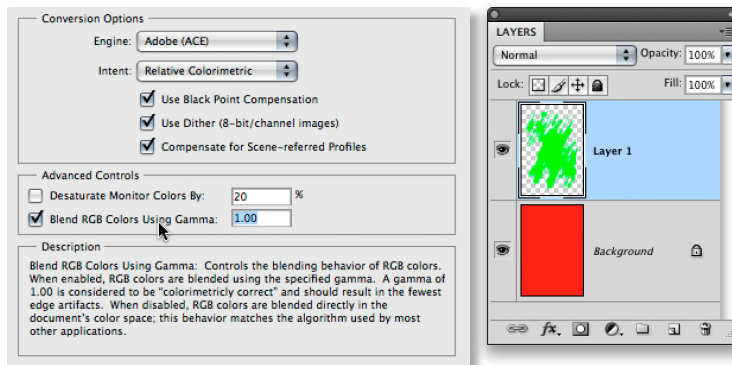 Conversion Options
Engine: Adobe (ACE)
Intent: Relative Colorimetric
Use Black Point Compensation
Use Dither (8-bit/channel images)
Compensate for Scene-referred Profiles
Advanced Controls
Desaturate Monitor Colors By: 20 %
Blend RGB Colors Using Gamma: 1.00
Description
Blend RGB Colors Using Gamma: Controls the blending behavior of RGB colors.
When enabled, RGB colors are blended using the specified gamma. A gamma of
1.00 is considered to be "colorimetricly correct" and should result in the fewest
edge artifacts. When disabled, RGB colors are blended directly in the
document's color space; this behavior matches the algorithm used by most
other applications.
LAYERS
Normal Opacity: 100%
Lock: Fill: 100%
Layer 1
Background
fx.